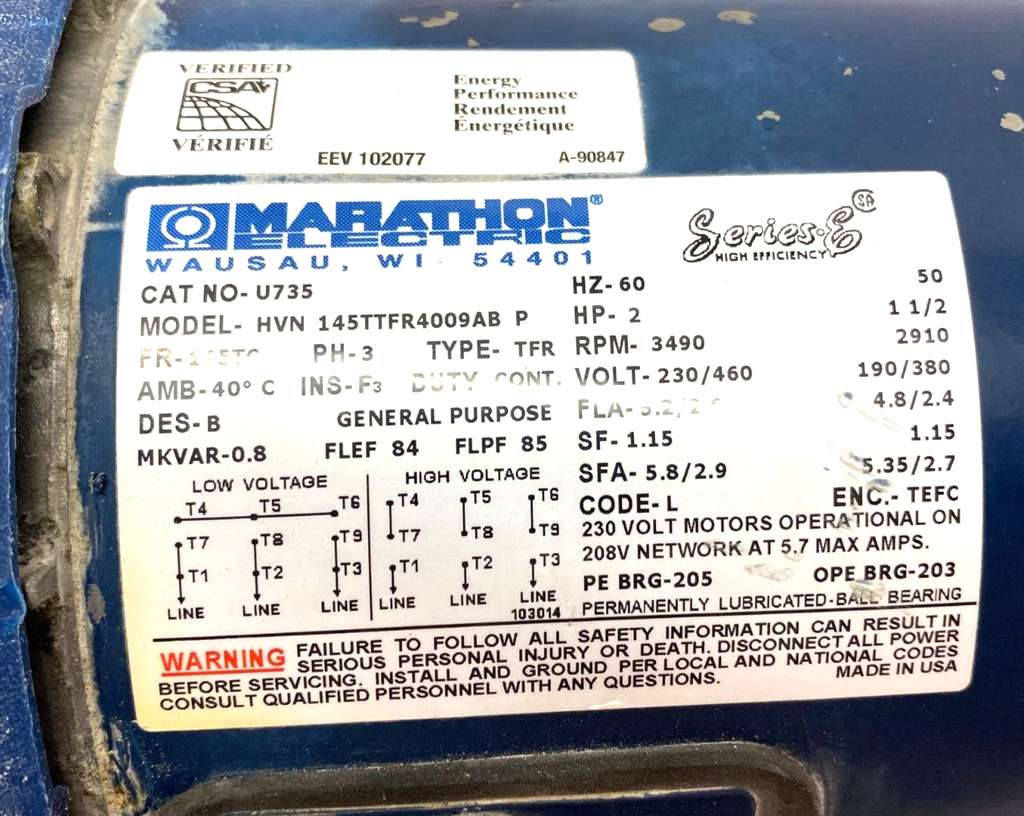 VERIFIED
CSA
VÉRIFIÉ
Energy
Performance
Rendement
Énergétique
EEV 102077 A-90847
MARATHON®
ELECTRIC
WAUSAU, WI 54401
Series-E SA
HIGH EFFICIENCY
CAT NO- U735
HZ- 60 50
MODEL- HVN 145TTFR4009AB P
HP- 2 1 1/2
FR-145TC PH-3 TYPE- TFR
RPM- 3490 2910
AMB-40° C INS-F3 DUTY CONT.
VOLT- 230/460 190/380
DES- B GENERAL PURPOSE
FLA- 4.8/2.4
MKVAR-0.8 FLEF 84 FLPF 85
SF- 1.15 1.15
SFA- 5.8/2.9 5.35/2.7
CODE- L ENC.- TEFC
230 VOLT MOTORS OPERATIONAL ON
208V NETWORK AT 5.7 MAX AMPS.
PE BRG-205 OPE BRG-203
PERMANENTLY LUBRICATED-BALL BEARING
LOW VOLTAGE
T4 T5 T6
T7 T8 T9
T1 T2 T3
LINE LINE LINE
HIGH VOLTAGE
T4 T5 T6
T7 T8 T9
T1 T2 T3
LINE LINE LINE
103014
WARNING FAILURE TO FOLLOW ALL SAFETY INFORMATION CAN RESULT IN
SERIOUS PERSONAL INJURY OR DEATH. DISCONNECT ALL POWER
BEFORE SERVICING. INSTALL AND GROUND PER LOCAL AND NATIONAL CODES
CONSULT QUALIFIED PERSONNEL WITH ANY QUESTIONS. MADE IN USA